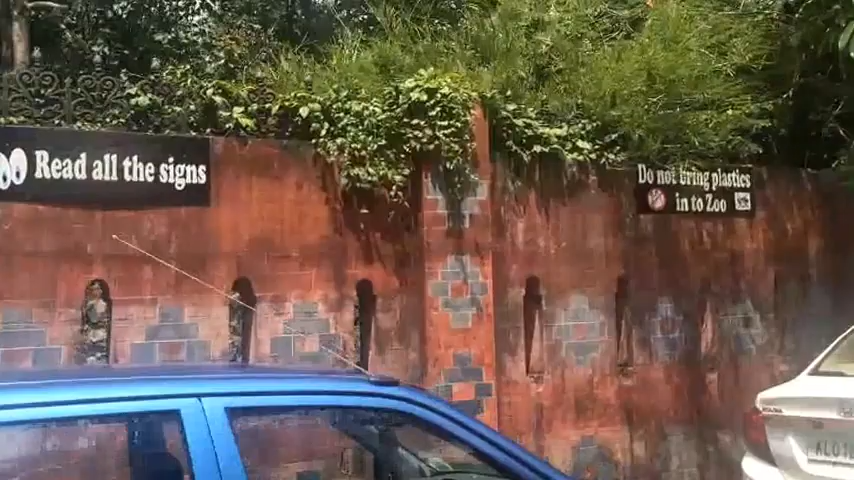 Read all the signs
Do not bring plastics
in to Zoo